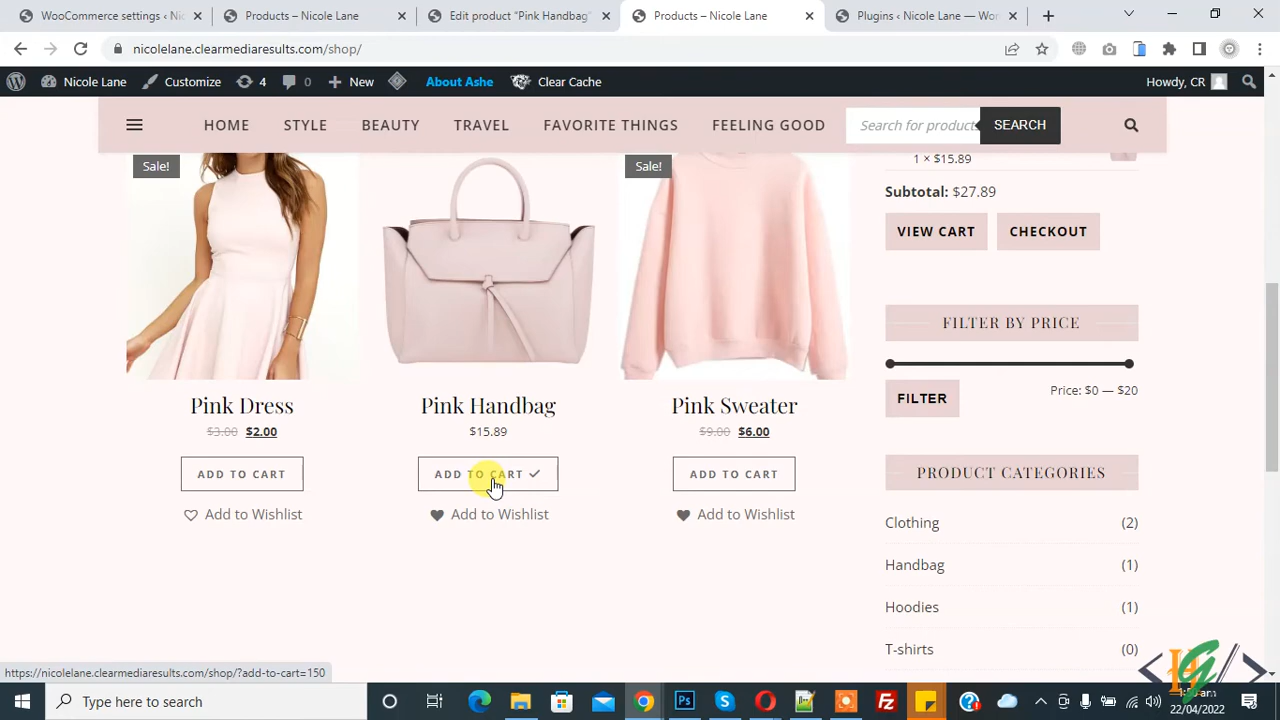 WooCommerce settings ‹ Nic
Products – Nicole Lane
Edit product "Pink Handbag"
Products – Nicole Lane
Plugins ‹ Nicole Lane — Wor
nicolelane.clearmediaresults.com/shop/
Nicole Lane
Customize
4
0
New
About Ashe
Clear Cache
Howdy, CR
HOME
STYLE
BEAUTY
TRAVEL
FAVORITE THINGS
FEELING GOOD
Search for product
SEARCH
Sale!
Sale!
1 × $15.89
Subtotal: $27.89
VIEW CART
CHECKOUT
FILTER BY PRICE
FILTER
Price: $0 — $20
Pink Dress
Pink Handbag
Pink Sweater
$3.00 $2.00
$15.89
$9.00 $6.00
ADD TO CART
ADD TO CART
ADD TO CART
Add to Wishlist
Add to Wishlist
Add to Wishlist
PRODUCT CATEGORIES
Clothing (2)
Handbag (1)
Hoodies (1)
T-shirts (0)
https://nicolelane.clearmediaresults.com/shop/?add-to-cart=150
Type here to search
22/04/2022